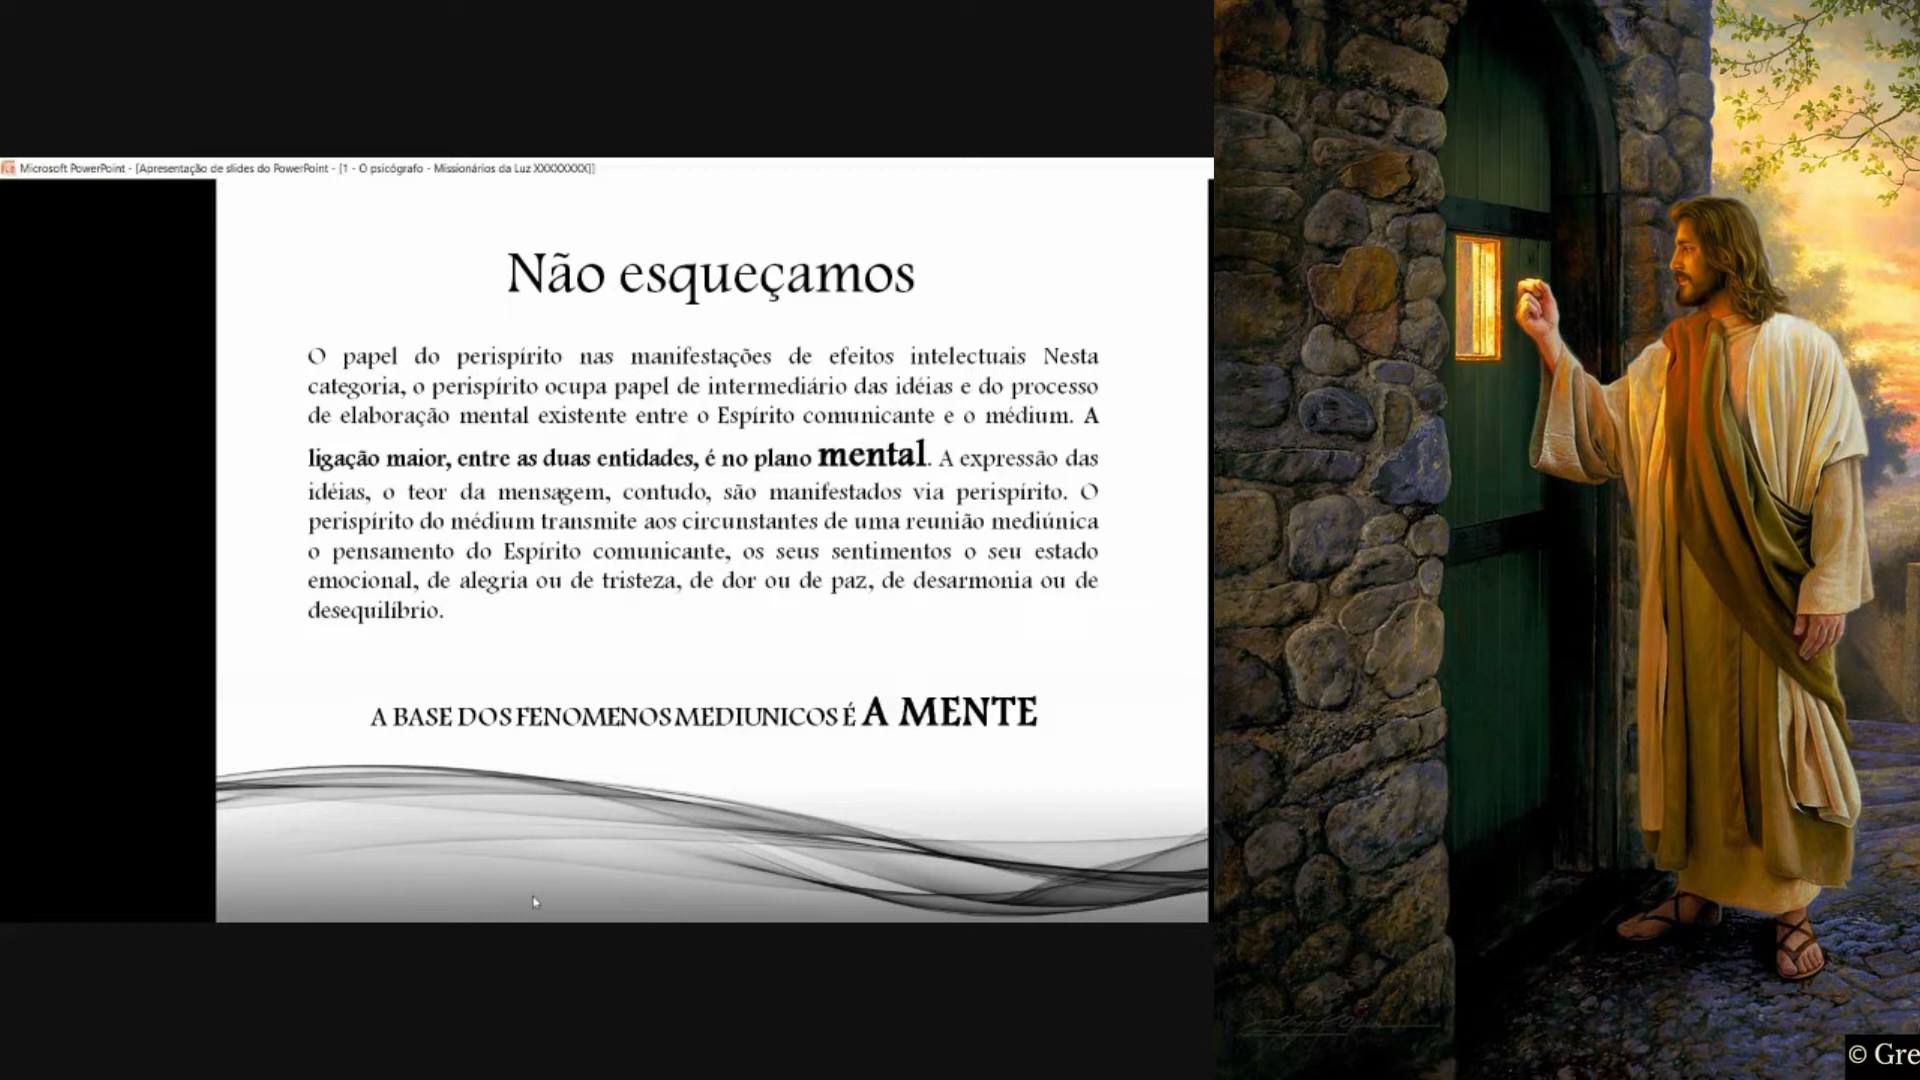 Microsoft PowerPoint - [Apresentação de slides do PowerPoint - [1 - O psicógrafo - Missionários da Luz XXXXXXXX]]
Não esqueçamos
O papel do perispírito nas manifestações de efeitos intelectuais Nesta
categoria, o perispírito ocupa papel de intermediário das idéias e do processo
de elaboração mental existente entre o Espírito comunicante e o médium. A
ligação maior, entre as duas entidades, é no plano mental. A expressão das
idéias, o teor da mensagem, contudo, são manifestados via perispírito. O
perispírito do médium transmite aos circunstantes de uma reunião mediúnica
o pensamento do Espírito comunicante, os seus sentimentos o seu estado
emocional, de alegria ou de tristeza, de dor ou de paz, de desarmonia ou de
desequilíbrio.
A BASE DOS FENOMENOS MEDIUNICOS É A MENTE
© Gre